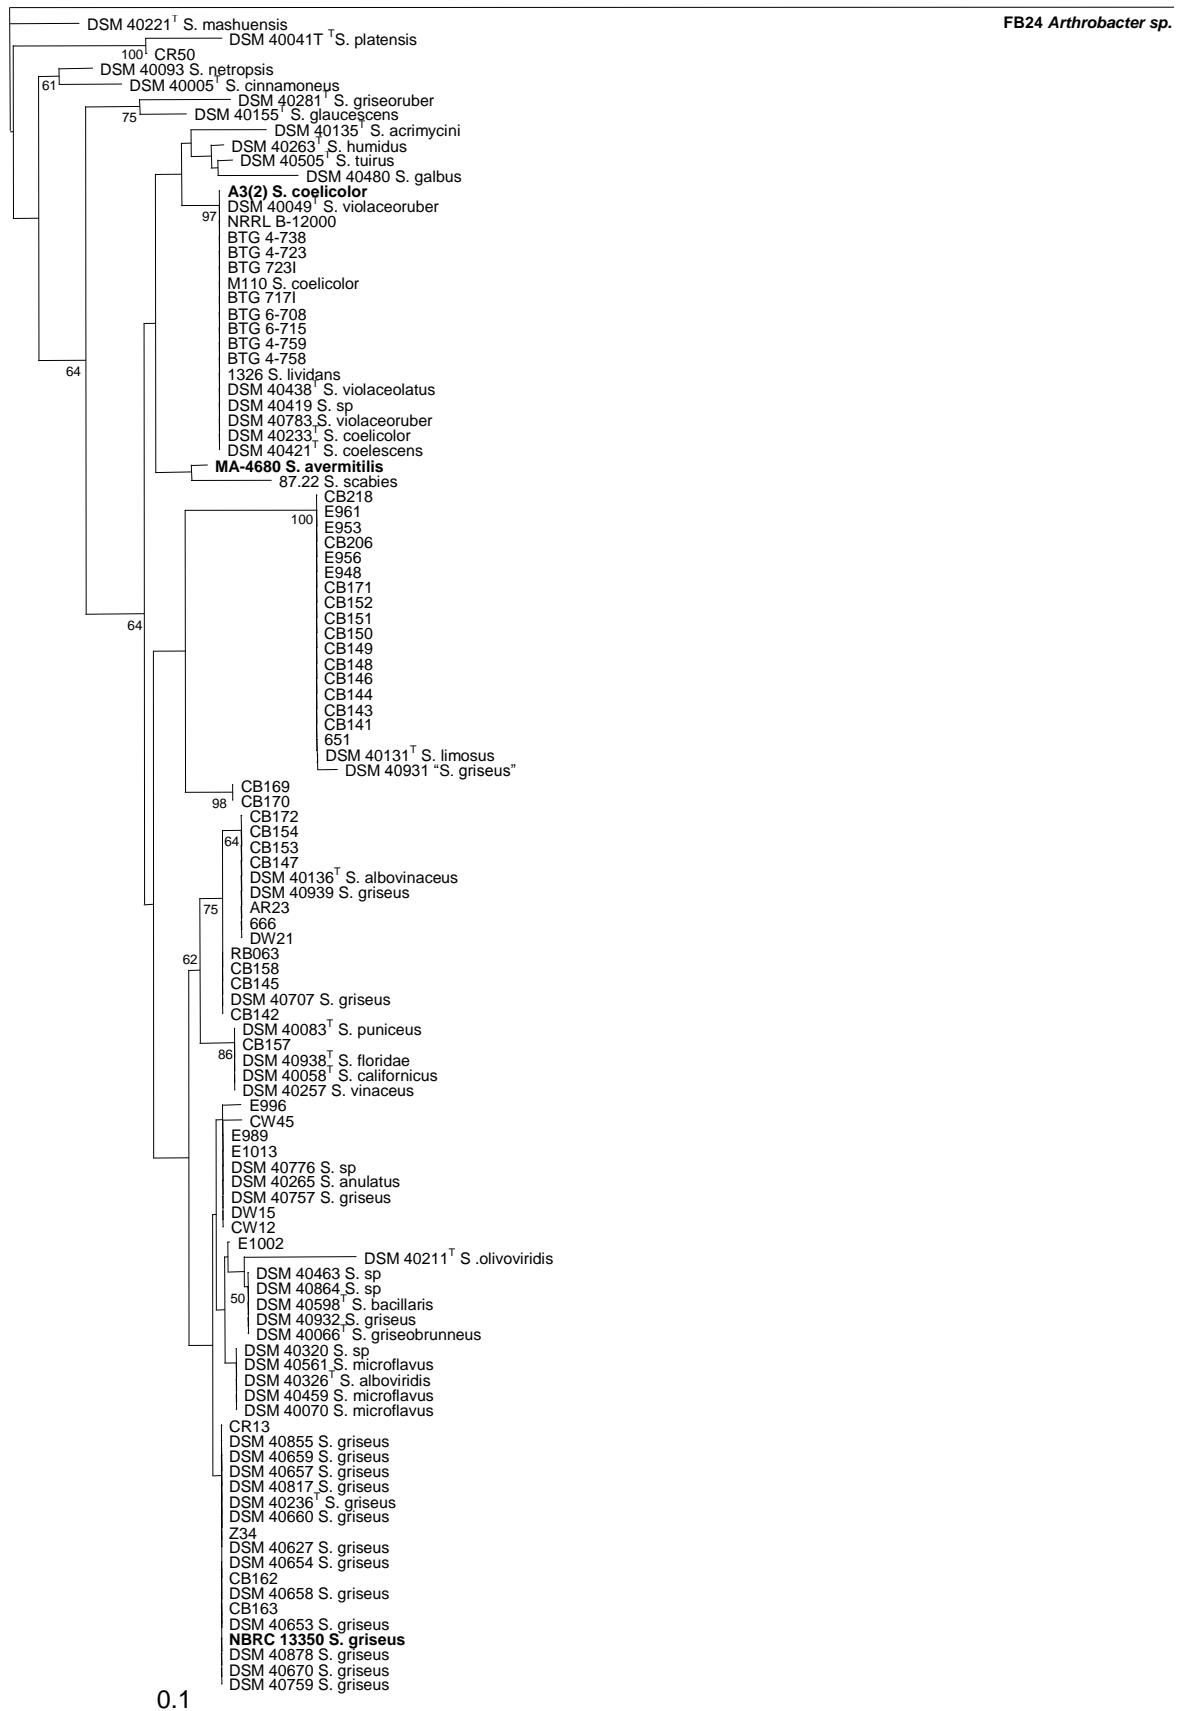 DSM 40221T S. mashuensis
FB24 Arthrobacter sp.
DSM 40041T TS. platensis
100 CR50
DSM 40093 S. netropsis
61 DSM 40005T S. cinnamoneus
DSM 40281T S. griseoruber
75 DSM 40155T S. glaucescens
DSM 40135T S. acrimycini
DSM 40263T S. humidus
DSM 40505T S. tuirus
DSM 40480 S. galbus
A3(2) S. coelicolor
DSM 40049T S. violaceoruber
97 NRRL B-12000
BTG 4-738
BTG 4-723
BTG 723I
M110 S. coelicolor
BTG 717I
BTG 6-708
BTG 6-715
BTG 4-759
BTG 4-758
64
1326 S. lividans
DSM 40438T S. violaceolatus
DSM 40419 S. sp
DSM 40783 S. violaceoruber
DSM 40233T S. coelicolor
DSM 40421T S. coelescens
MA-4680 S. avermitilis
87.22 S. scabies
CB218
E961
100
E953
CB206
E956
E948
CB171
CB152
CB151
64
CB150
CB149
CB148
CB146
CB144
CB143
CB141
651
DSM 40131T S. limosus
DSM 40931 “S. griseus”
CB169
98 CB170
CB172
CB154
64
CB153
CB147
DSM 40136T S. albovinaceus
DSM 40939 S. griseus
75 AR23
666
DW21
RB063
62
CB158
CB145
DSM 40707 S. griseus
CB142
DSM 40083T S. puniceus
CB157
86
DSM 40938T S. floridae
DSM 40058T S. californicus
DSM 40257 S. vinaceus
E996
CW45
E989
E1013
DSM 40776 S. sp
DSM 40265 S. anulatus
DSM 40757 S. griseus
DW15
CW12
E1002
DSM 40211T S .olivoviridis
DSM 40463 S. sp
DSM 40864 S. sp
50
DSM 40598T S. bacillaris
DSM 40932 S. griseus
DSM 40066T S. griseobrunneus
DSM 40320 S. sp
DSM 40561 S. microflavus
DSM 40326T S. alboviridis
DSM 40459 S. microflavus
DSM 40070 S. microflavus
CR13
DSM 40855 S. griseus
DSM 40659 S. griseus
DSM 40657 S. griseus
DSM 40817 S. griseus
DSM 40236T S. griseus
DSM 40660 S. griseus
Z34
DSM 40627 S. griseus
DSM 40654 S. griseus
CB162
DSM 40658 S. griseus
CB163
DSM 40653 S. griseus
NBRC 13350 S. griseus
DSM 40878 S. griseus
DSM 40670 S. griseus
DSM 40759 S. griseus
0.1